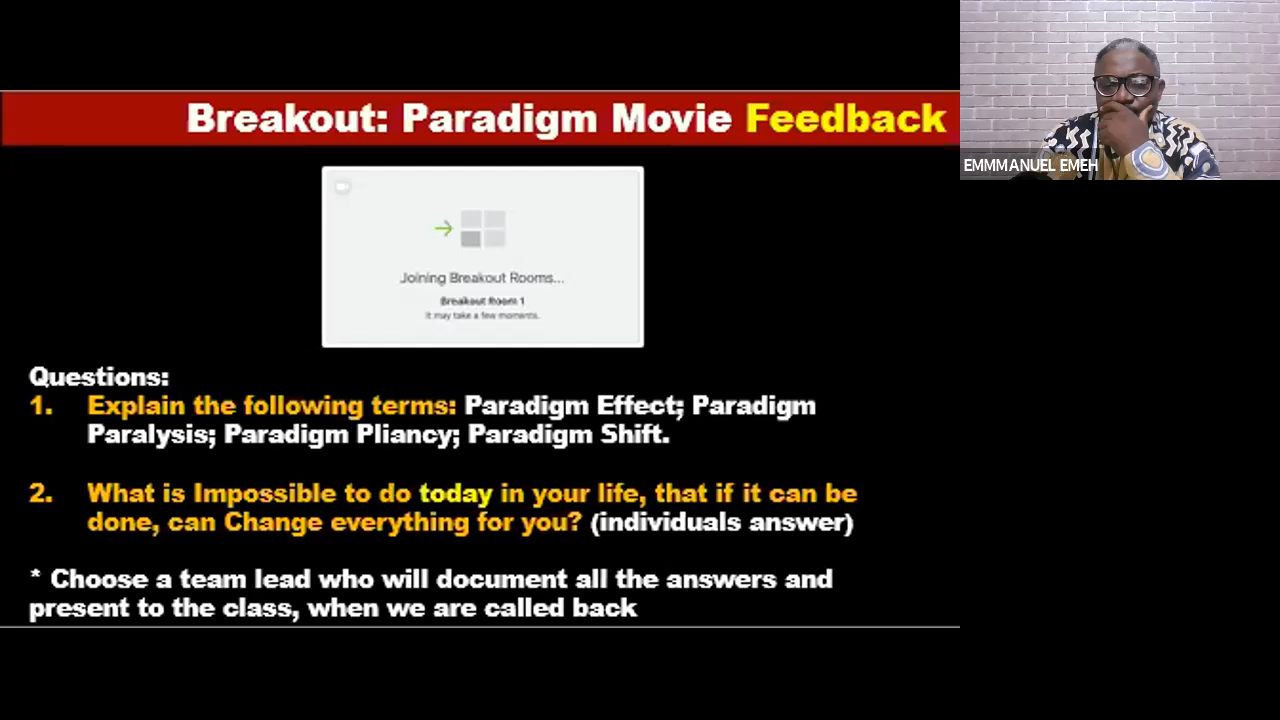 Breakout: Paradigm Movie Feedback
EMMMANUEL EMEH
Joining Breakout Rooms...
Breakout Room 1
It may take a few moments.
Questions:
1. Explain the following terms: Paradigm Effect; Paradigm
Paralysis; Paradigm Pliancy; Paradigm Shift.
2. What is Impossible to do today in your life, that if it can be
done, can Change everything for you? (individuals answer)
* Choose a team lead who will document all the answers and
present to the class, when we are called back